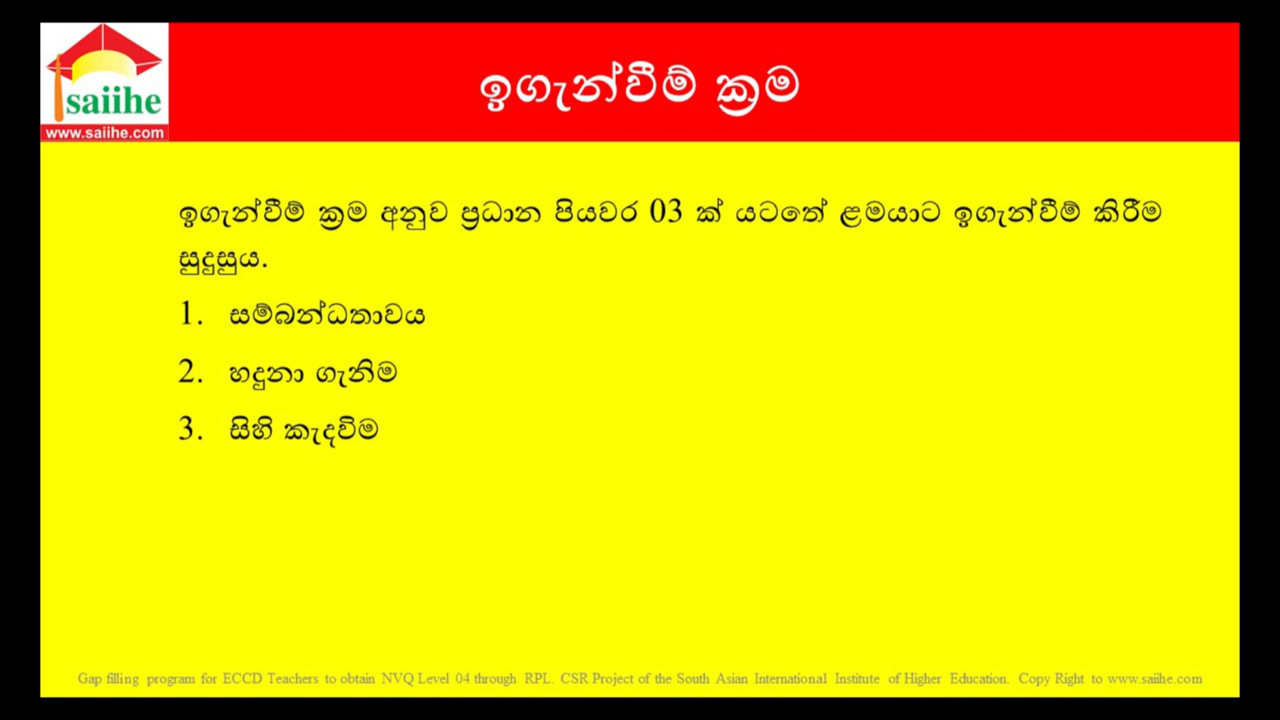 saiihe
www.saiihe.com
ඉගැන්වීම් ක්‍රම
ඉගැන්වීම් ක්‍රම අනුව ප්‍රධාන පියවර 03 ක් යටතේ ළමයාට ඉගැන්වීම් කිරීම
සුදුසුය.
1. සම්බන්ධතාවය
2. හදුනා ගැනිම
3. සිහි කැදවිම
Gap filling program for ECCD Teachers to obtain NVQ Level 04 through RPL. CSR Project of the South Asian International Institute of Higher Education. Copy Right to www.saiihe.com